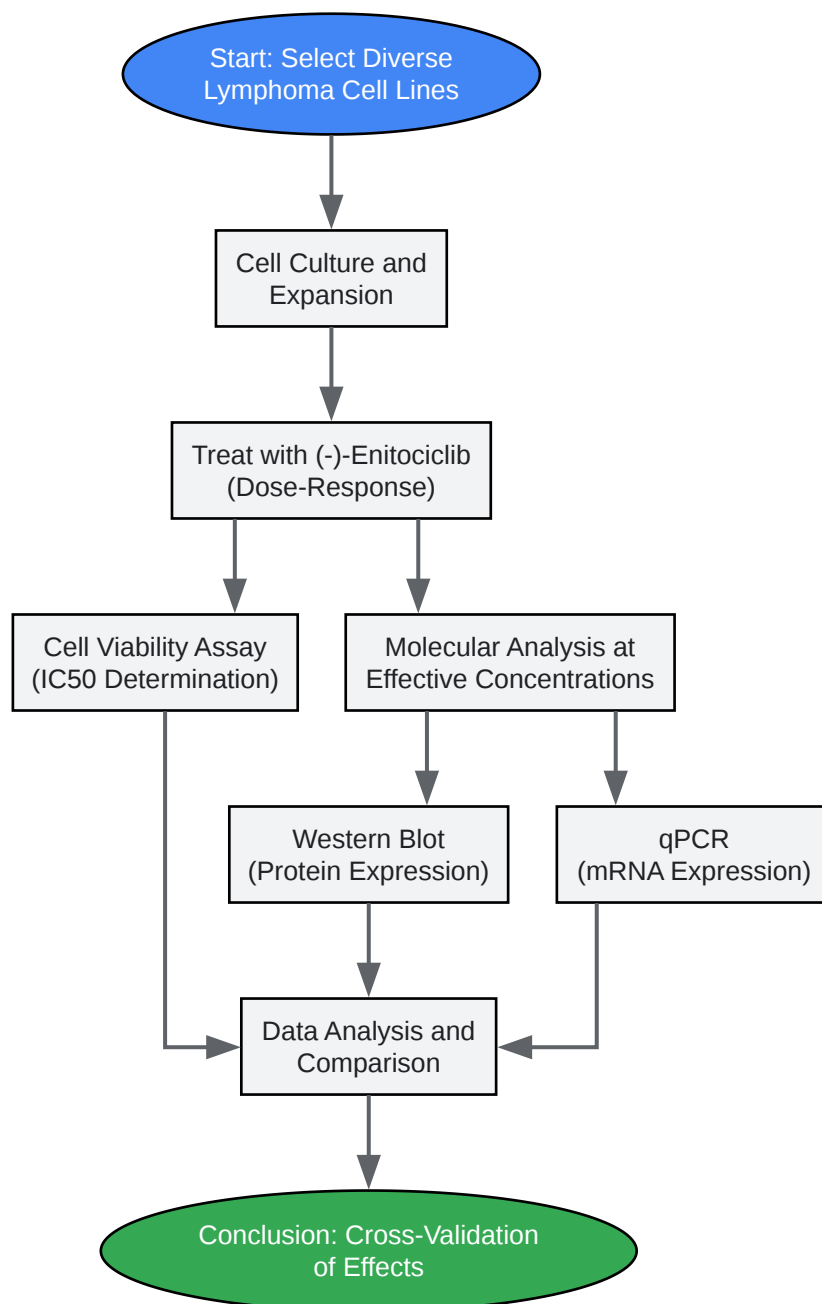 Start: Select Diverse
Lymphoma Cell Lines
Cell Culture and
Expansion
Treat with (-)-Enitociclib
(Dose-Response)
Cell Viability Assay
(IC50 Determination)
Molecular Analysis at
Effective Concentrations
Western Blot
(Protein Expression)
qPCR
(mRNA Expression)
Data Analysis and
Comparison
Conclusion: Cross-Validation
of Effects